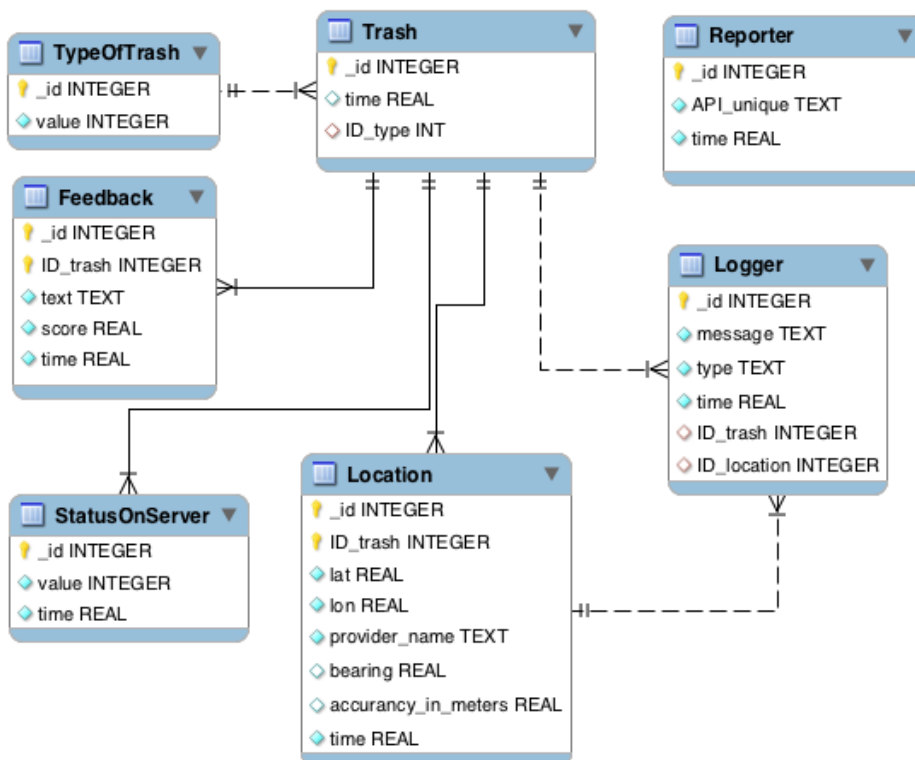 TypeOfTrash
_id INTEGER
value INTEGER
Trash
_id INTEGER
time REAL
ID_type INT
Reporter
_id INTEGER
API_unique TEXT
time REAL
Feedback
_id INTEGER
ID_trash INTEGER
text TEXT
score REAL
time REAL
Logger
_id INTEGER
message TEXT
type TEXT
time REAL
ID_trash INTEGER
ID_location INTEGER
StatusOnServer
_id INTEGER
value INTEGER
time REAL
Location
_id INTEGER
ID_trash INTEGER
lat REAL
lon REAL
provider_name TEXT
bearing REAL
accurancy_in_meters REAL
time REAL